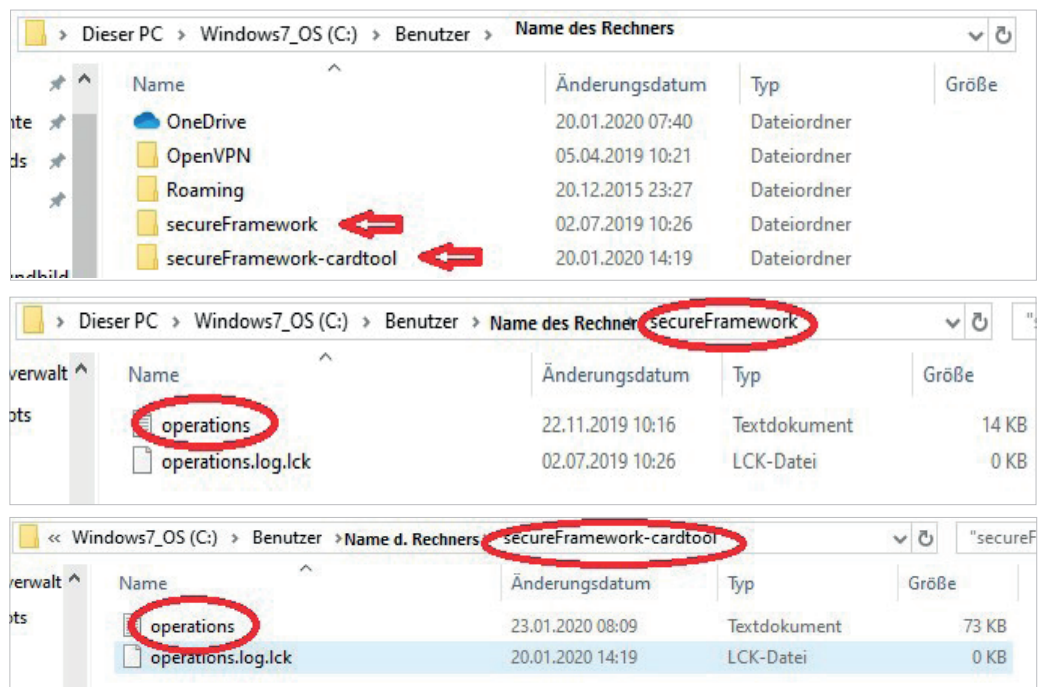 Dieser PC > Windows7_OS (C:) > Benutzer > Name des Rechners
Name Änderungsdatum Typ Größe
OneDrive 20.01.2020 07:40 Dateiordner
OpenVPN 05.04.2019 10:21 Dateiordner
Roaming 20.12.2015 23:27 Dateiordner
secureFramework 02.07.2019 10:26 Dateiordner
secureFramework-cardtool 20.01.2020 14:19 Dateiordner
> Dieser PC > Windows7_OS (C:) > Benutzer > Name des Rechner secureFramework
verwalt Name Änderungsdatum Typ Größe
operations 22.11.2019 10:16 Textdokument 14 KB
operations.log.lck 02.07.2019 10:26 LCK-Datei 0 KB
« Windows7_OS (C:) > Benutzer >Name d. Rechners secureFramework-cardtool "secureF
Name Änderungsdatum Typ Größe
operations 23.01.2020 08:09 Textdokument 73 KB
operations.log.lck 20.01.2020 14:19 LCK-Datei 0 KB